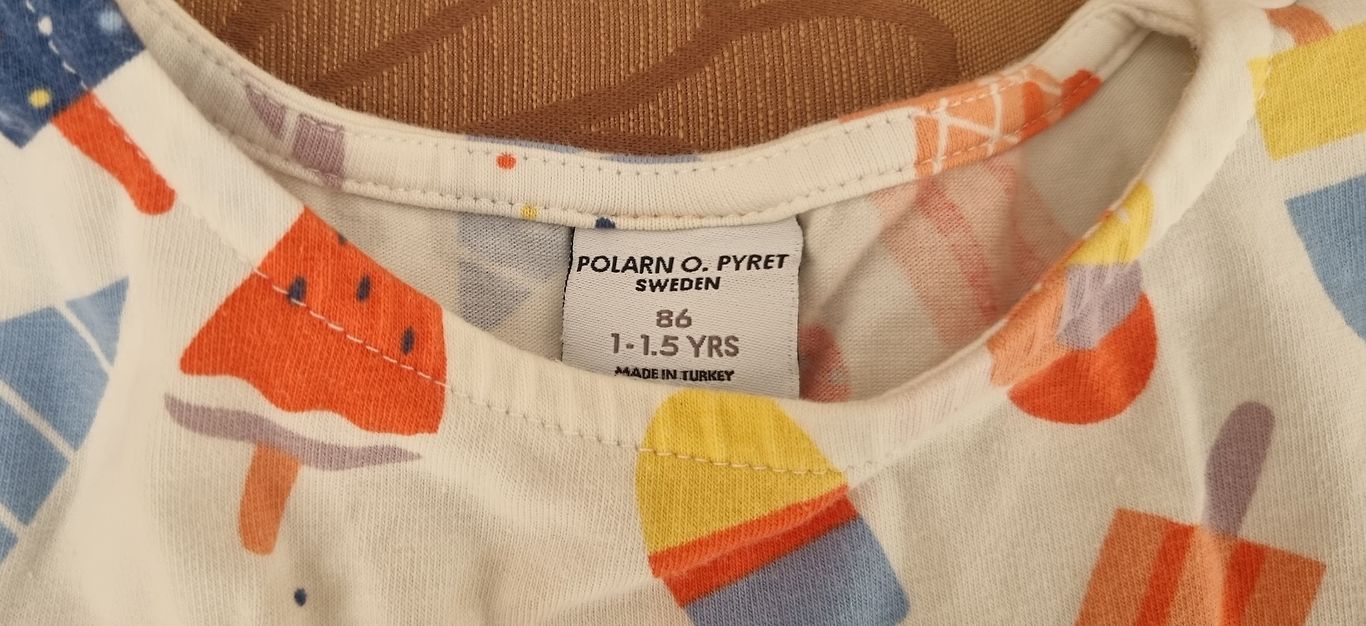 POLARN O. PYRET
SWEDEN
86
1-1.5 YRS
MADE IN TURKEY